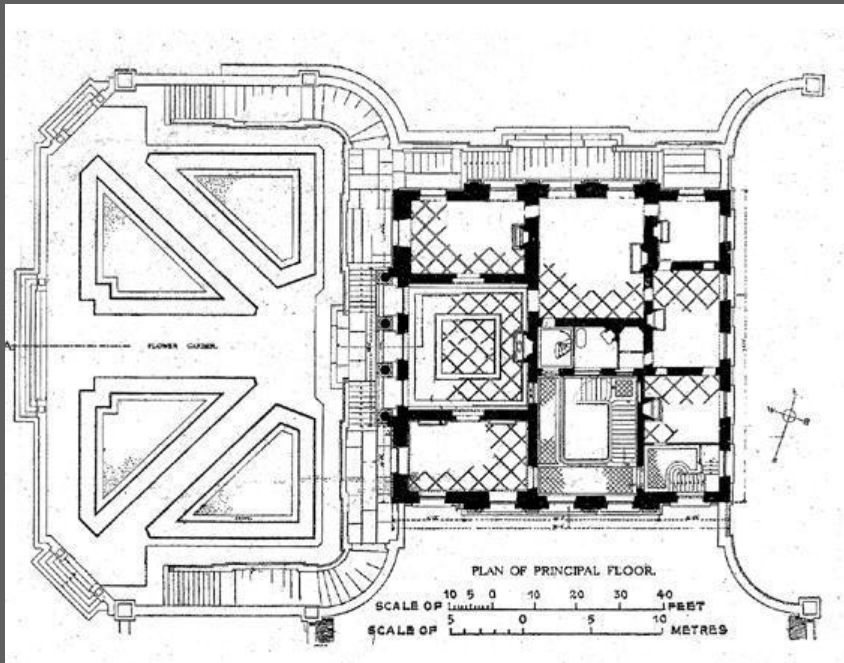 FLOWER GARDEN.
PLAN OF PRINCIPAL FLOOR.
10 5 0 10 20 30 40
SCALE OF FEET
5 0 5 10
SCALE OF METRES